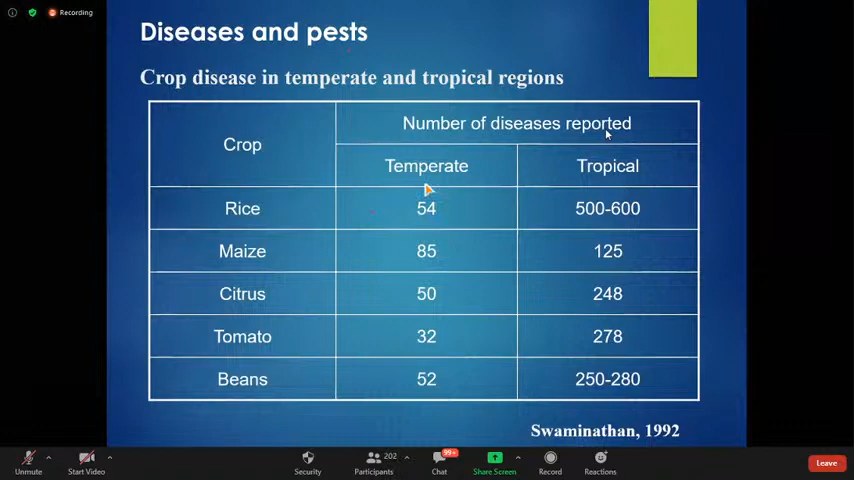 Recording
Diseases and pests
Crop disease in temperate and tropical regions
Crop
Number of diseases reported
Temperate Tropical
Rice 54 500-600
Maize 85 125
Citrus 50 248
Tomato 32 278
Beans 52 250-280
Swaminathan, 1992
202
99+
Unmute Start Video Security Participants Chat Share Screen Record Reactions Leave